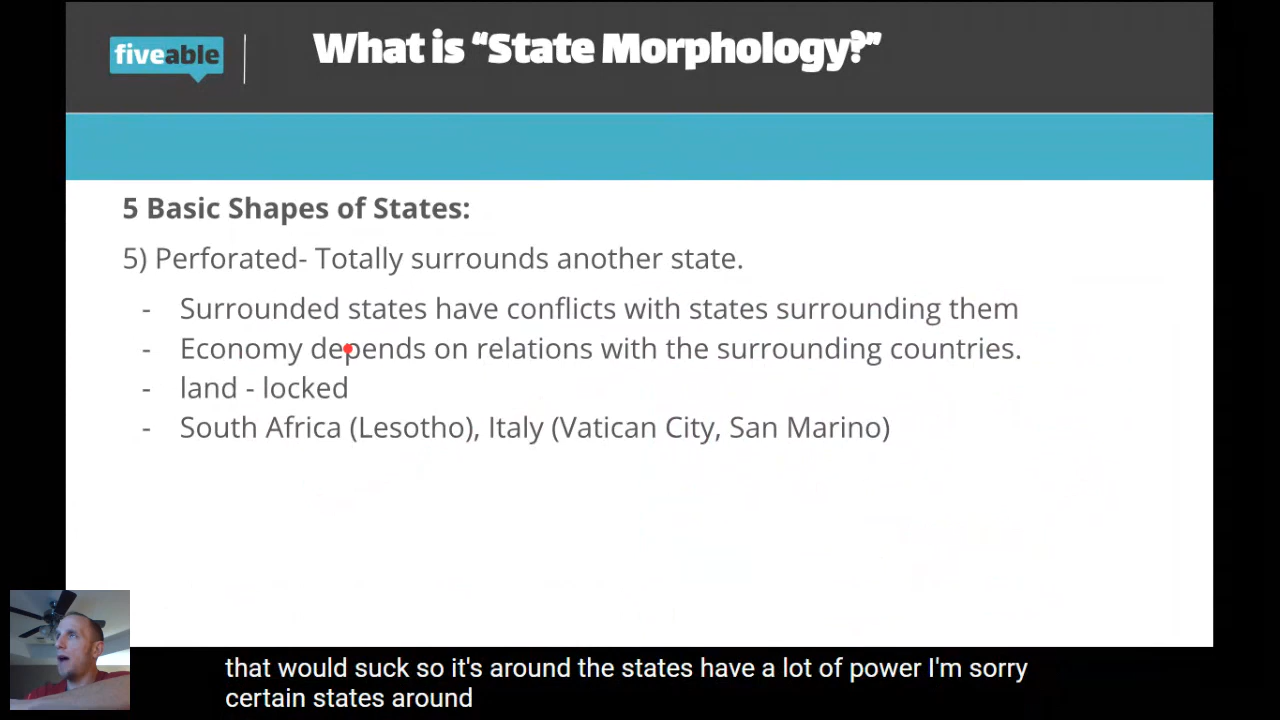 fiveable
What is “State Morphology?”
5 Basic Shapes of States:
5) Perforated- Totally surrounds another state.
- Surrounded states have conflicts with states surrounding them
- Economy depends on relations with the surrounding countries.
- land - locked
- South Africa (Lesotho), Italy (Vatican City, San Marino)
that would suck so it's around the states have a lot of power I'm sorry
certain states around